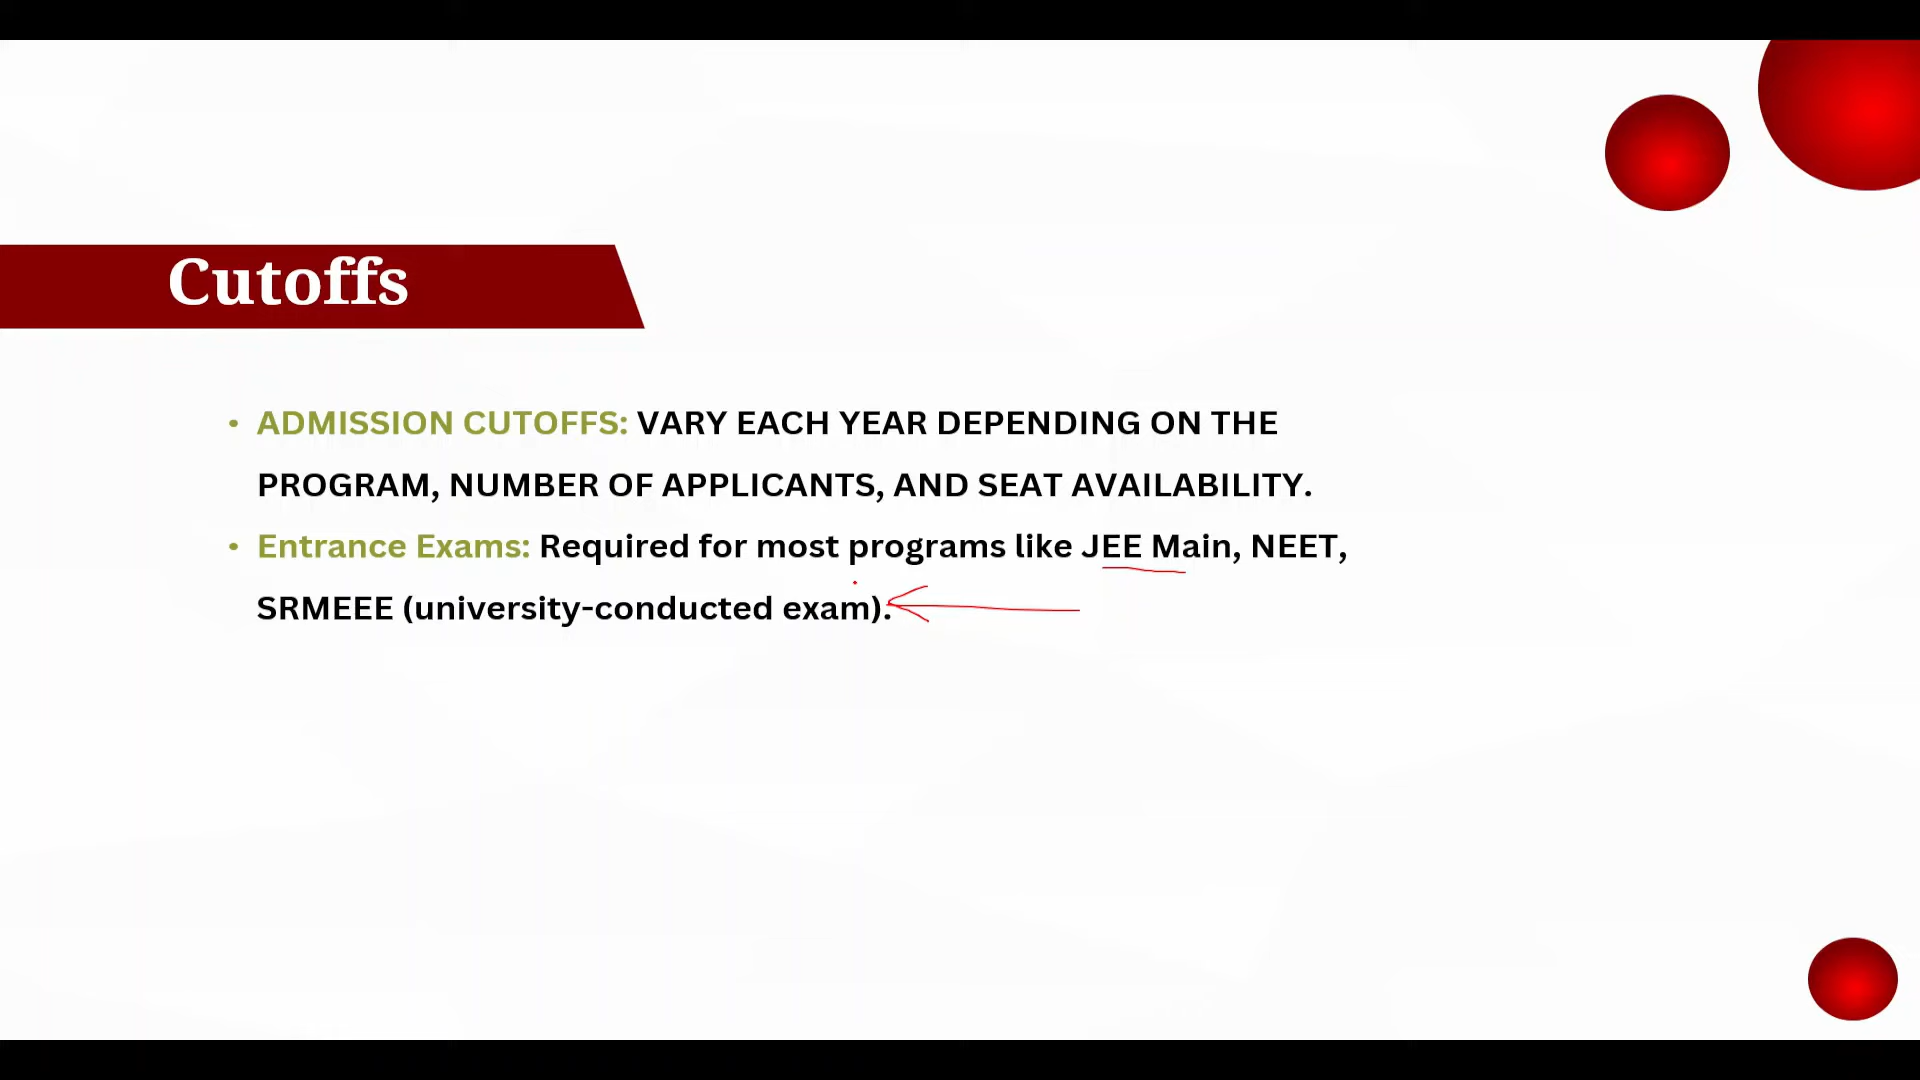 Cutoffs
• ADMISSION CUTOFFS: VARY EACH YEAR DEPENDING ON THE
PROGRAM, NUMBER OF APPLICANTS, AND SEAT AVAILABILITY.
• Entrance Exams: Required for most programs like JEE Main, NEET,
SRMEEE (university-conducted exam).